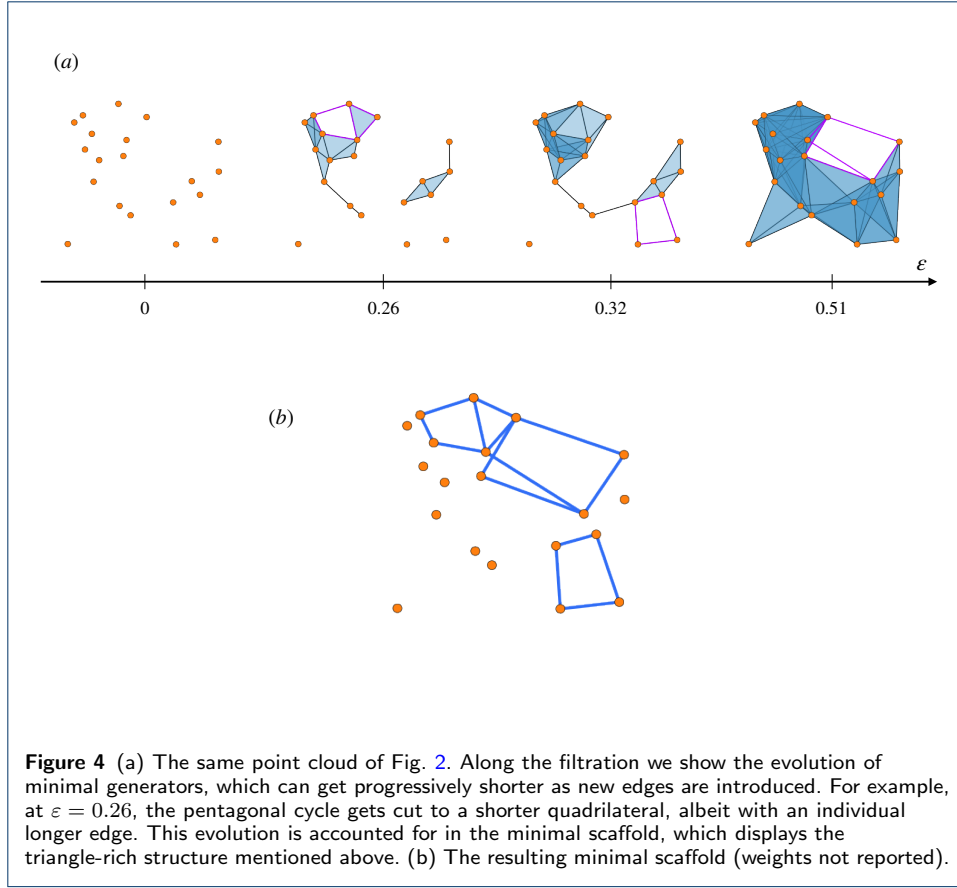 (a)
ε
0 0.26 0.32 0.51
(b)
Figure 4 (a) The same point cloud of Fig. 2. Along the filtration we show the evolution of
minimal generators, which can get progressively shorter as new edges are introduced. For example,
at ε = 0.26, the pentagonal cycle gets cut to a shorter quadrilateral, albeit with an individual
longer edge. This evolution is accounted for in the minimal scaffold, which displays the
triangle-rich structure mentioned above. (b) The resulting minimal scaffold (weights not reported).